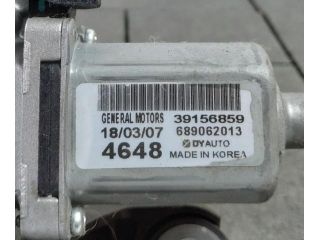 GENERAL MOTORS 39156859
18/03/07 689062013
4648 DYAUTO
MADE IN KOREA